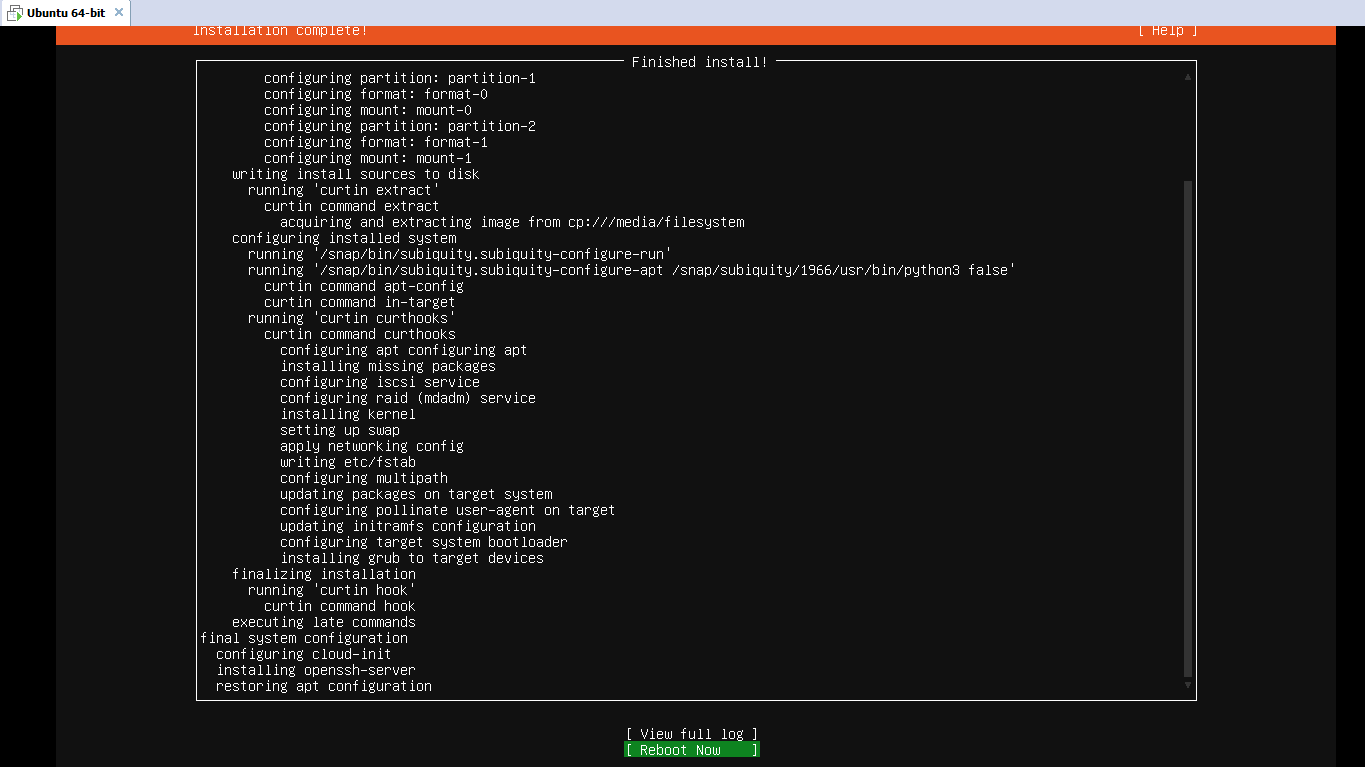 Ubuntu 64-bit
Installation complete!
[ Help ]
Finished install!
configuring partition: partition-1
configuring format: format-0
configuring mount: mount-0
configuring partition: partition-2
configuring format: format-1
configuring mount: mount-1
writing install sources to disk
running 'curtin extract'
curtin command extract
acquiring and extracting image from cp:///media/filesystem
configuring installed system
running '/snap/bin/subiquity.subiquity-configure-run'
running '/snap/bin/subiquity.subiquity-configure-apt /snap/subiquity/1966/usr/bin/python3 false'
curtin command apt-config
curtin command in-target
running 'curtin curthooks'
curtin command curthooks
configuring apt configuring apt
installing missing packages
configuring iscsi service
configuring raid (mdadm) service
installing kernel
setting up swap
apply networking config
writing etc/fstab
configuring multipath
updating packages on target system
configuring pollinate user-agent on target
updating initramfs configuration
configuring target system bootloader
installing grub to target devices
finalizing installation
running 'curtin hook'
curtin command hook
executing late commands
final system configuration
configuring cloud-init
installing openssh-server
restoring apt configuration
[ View full log ]
[ Reboot Now ]